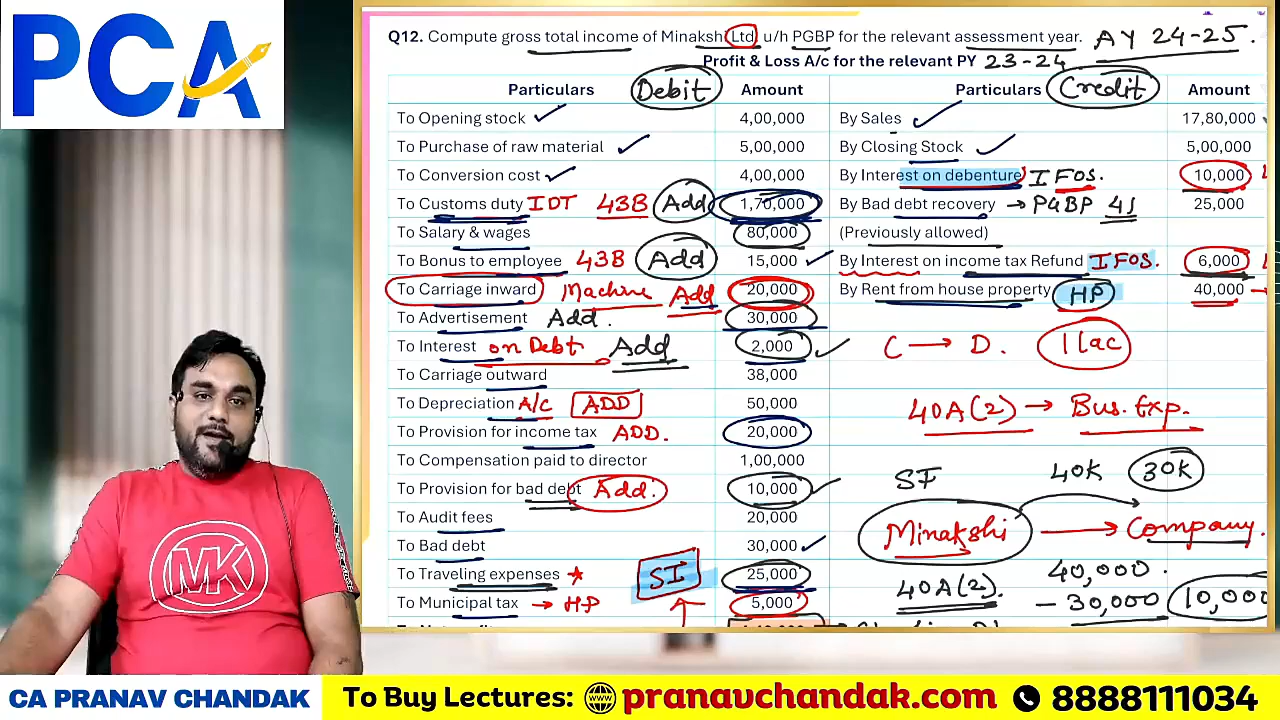 PCA
Q12. Compute gross total income of Minakshi Ltd. u/h PGBP for the relevant assessment year. AY 24-25.
Profit & Loss A/c for the relevant PY 23-24
Particulars Debit Amount Particulars Credit Amount
To Opening stock 4,00,000 By Sales 17,80,000
To Purchase of raw material 5,00,000 By Closing Stock 5,00,000
To Conversion cost 4,00,000 By Interest on debenture IFOS. 10,000
To Customs duty IDT 43B Add 1,70,000 By Bad debt recovery → PGBP 41 25,000
To Salary & wages 80,000 (Previously allowed)
To Bonus to employee 43B Add 15,000 By Interest on income tax Refund IFOS. 6,000
To Carriage inward Machine Add 20,000 By Rent from house property HP 40,000
To Advertisement Add. 30,000
To Interest on Debt Add 2,000 C → D. 1 lac
To Carriage outward 38,000
To Depreciation A/C ADD 50,000 40A(2) → Bus. Exp.
To Provision for income tax ADD. 20,000
To Compensation paid to director 1,00,000 40K 30K
To Provision for bad debt Add. 10,000
To Audit fees 20,000 Minakshi → Company.
To Bad debt 30,000
To Traveling expenses * SI 25,000 40A(2). 40,000.
To Municipal tax → HP 5,000 - 30,000 10,000
MK
CA PRANAV CHANDAK To Buy Lectures: pranavchandak.com 8888111034